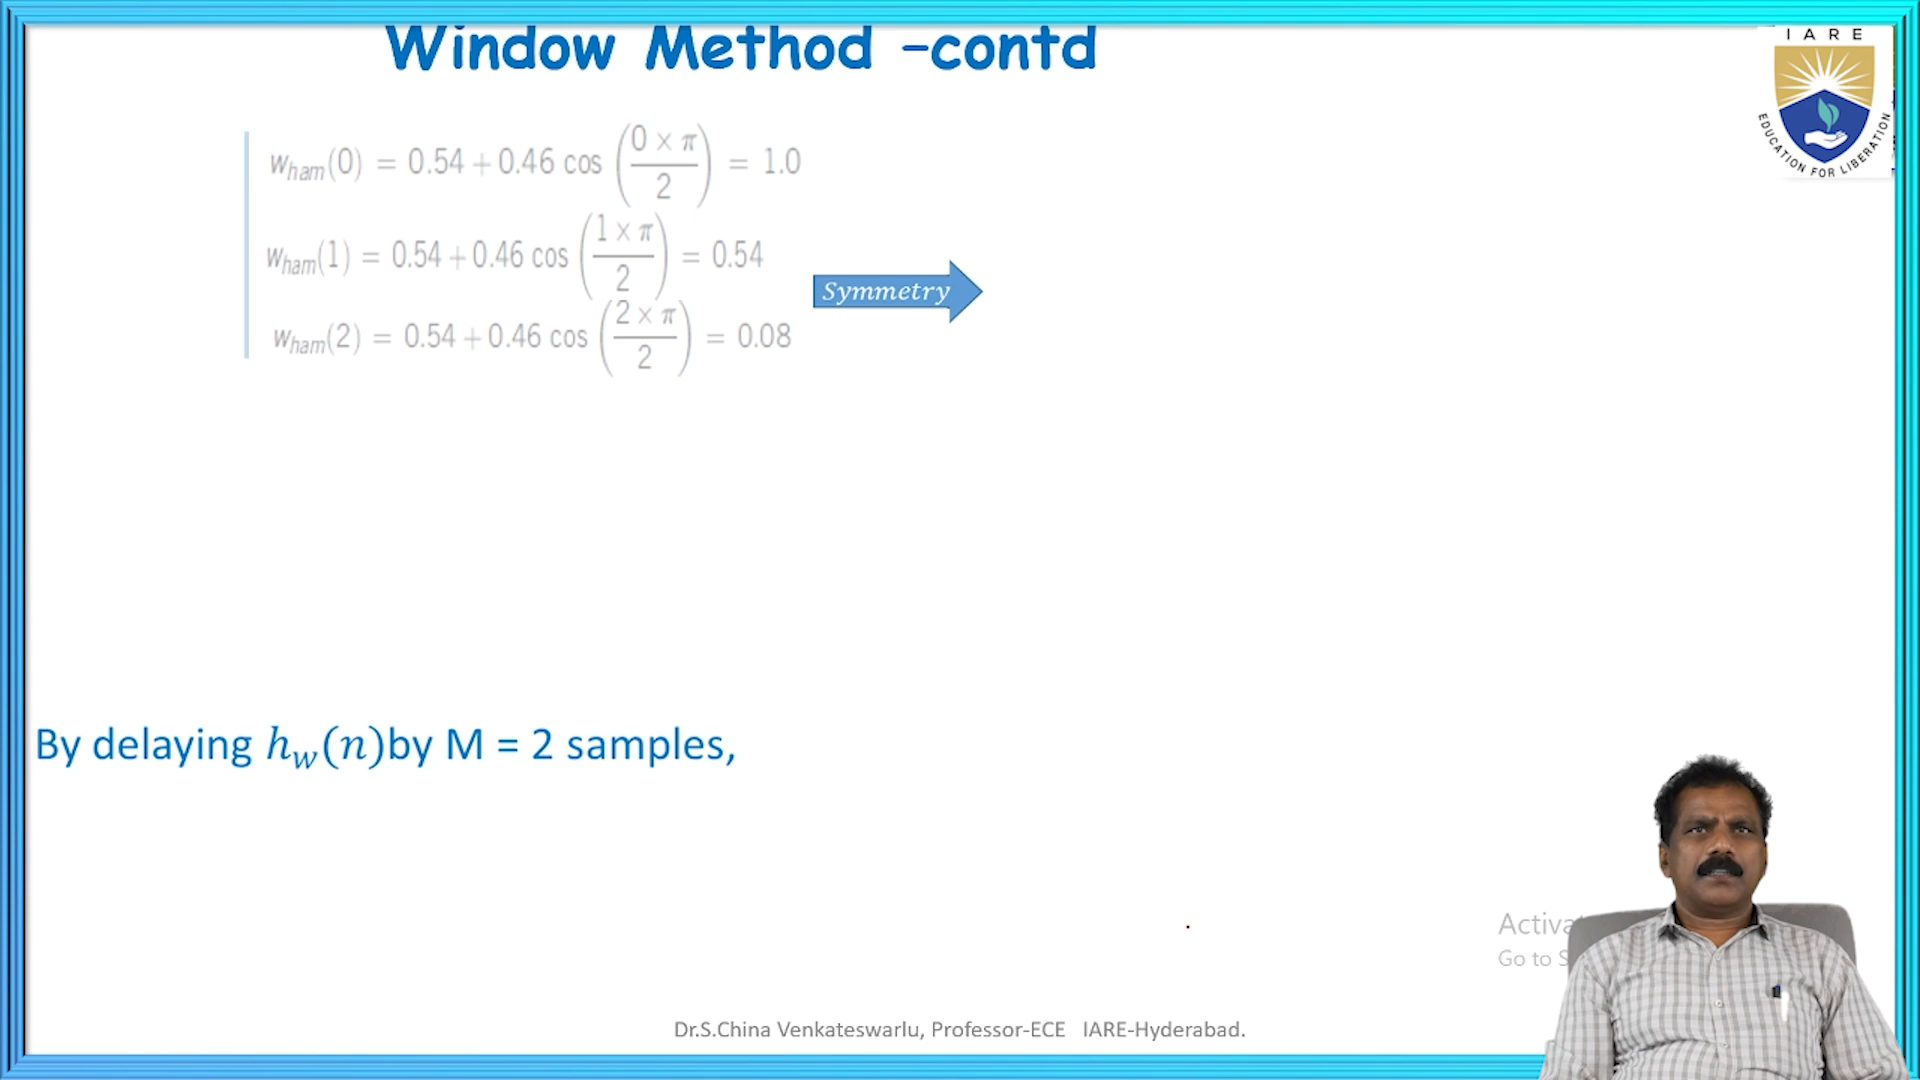 Window Method –contd
I A R E
EDUCATION FOR LIBERATION
w_ham(0) = 0.54 + 0.46 cos (0 × π / 2) = 1.0
w_ham(1) = 0.54 + 0.46 cos (1 × π / 2) = 0.54
Symmetry
w_ham(2) = 0.54 + 0.46 cos (2 × π / 2) = 0.08
By delaying h_w(n)by M = 2 samples,
Go to
Dr.S.China Venkateswarlu, Professor-ECE IARE-Hyderabad.